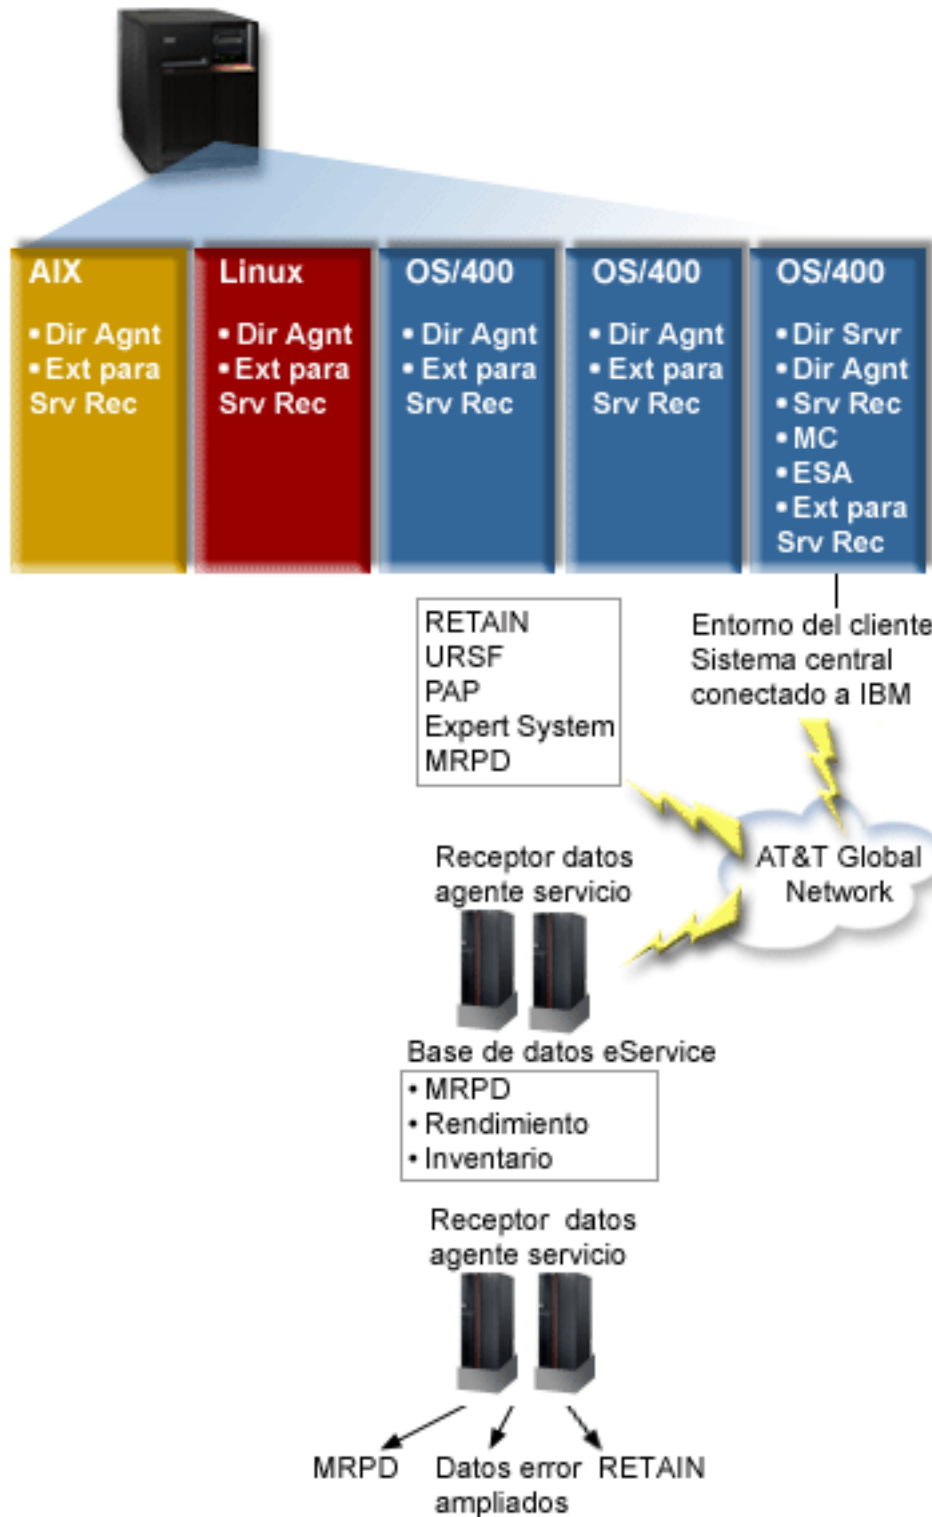 AIX
• Dir Agnt
• Ext para
Srv Rec
Linux
• Dir Agnt
• Ext para
Srv Rec
OS/400
• Dir Agnt
• Ext para
Srv Rec
OS/400
• Dir Agnt
• Ext para
Srv Rec
OS/400
• Dir Srvr
• Dir Agnt
• Srv Rec
• MC
• ESA
• Ext para
Srv Rec
RETAIN
URSF
PAP
Expert System
MRPD
Entorno del cliente
Sistema central
conectado a IBM
AT&T Global
Network
Receptor datos
agente servicio
Base de datos eService
• MRPD
• Rendimiento
• Inventario
Receptor datos
agente servicio
MRPD
Datos error
ampliados
RETAIN